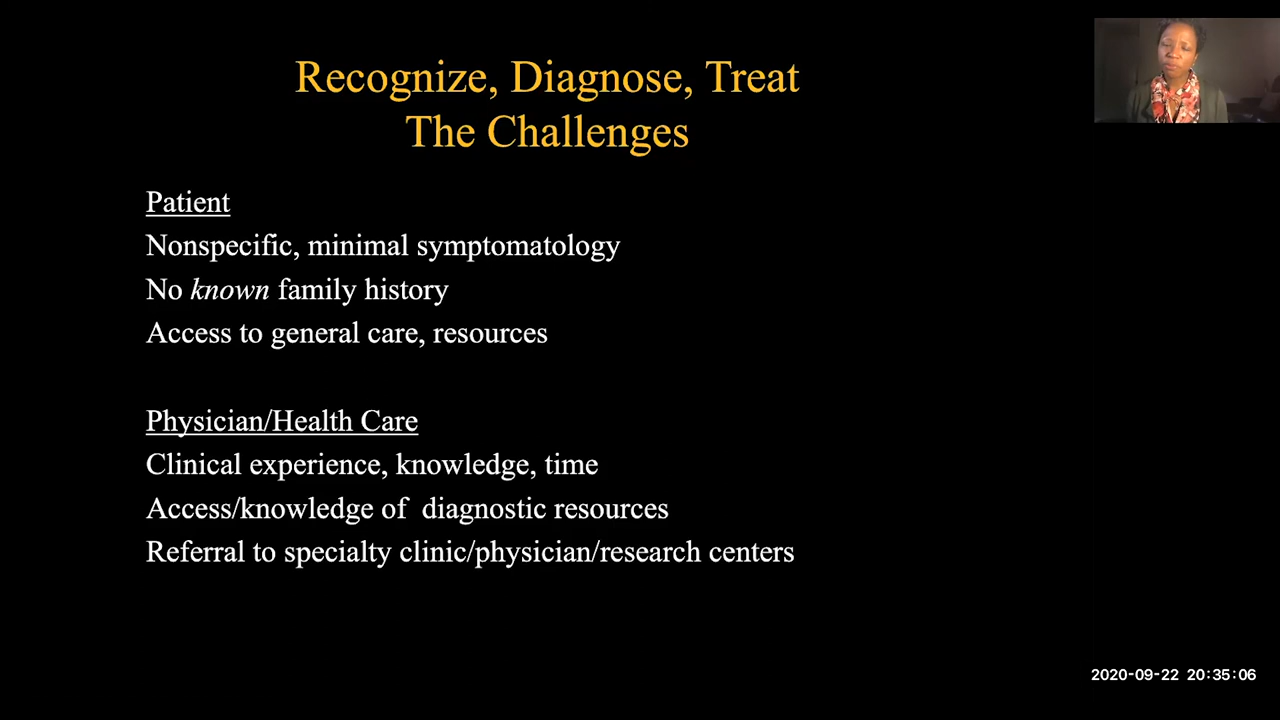 Recognize, Diagnose, Treat
The Challenges
Patient
Nonspecific, minimal symptomatology
No known family history
Access to general care, resources
Physician/Health Care
Clinical experience, knowledge, time
Access/knowledge of diagnostic resources
Referral to specialty clinic/physician/research centers
2020-09-22 20:35:06